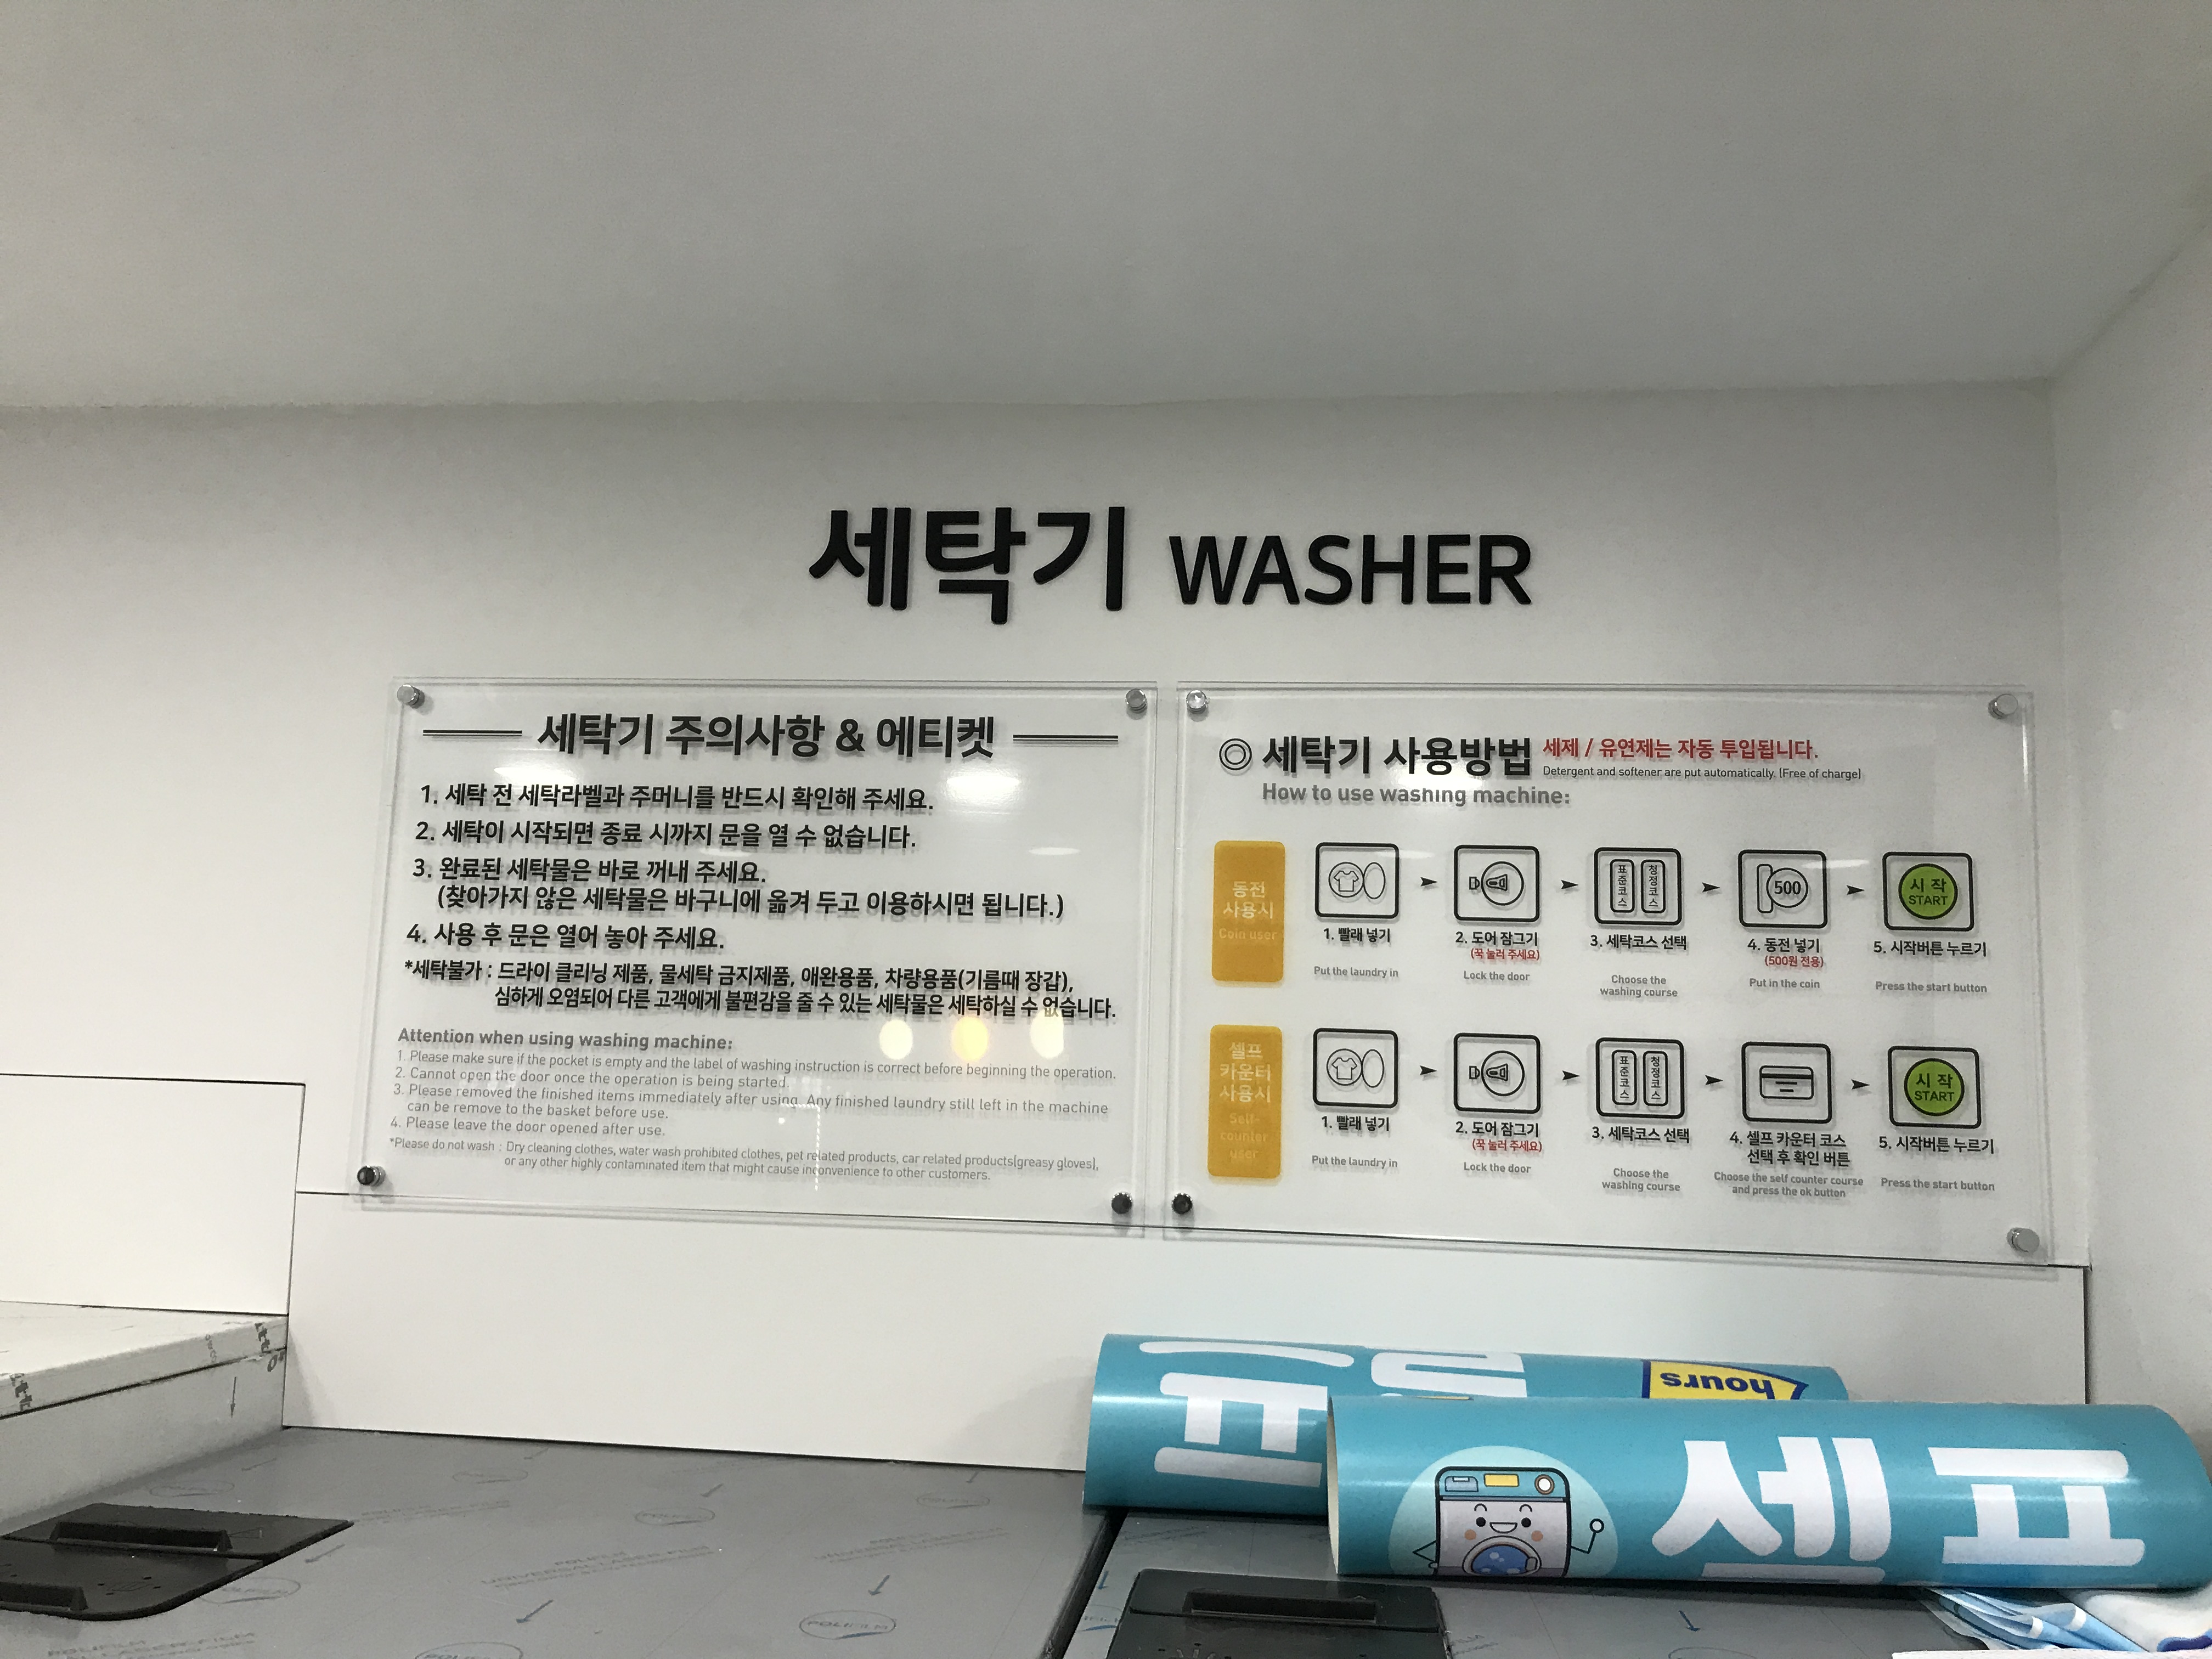 세탁기 WASHER
세탁기 주의사항 & 에티켓
1. 세탁 전 세탁라벨과 주머니를 반드시 확인해 주세요.
2. 세탁이 시작되면 종료 시까지 문을 열 수 없습니다.
3. 완료된 세탁물은 바로 꺼내 주세요.
(찾아가지 않은 세탁물은 바구니에 옮겨 두고 이용하시면 됩니다.)
4. 사용 후 문은 열어 놓아 주세요.
*세탁불가 : 드라이 클리닝 제품, 물세탁 금지제품, 애완용품, 차량용품(기름때 장갑),
심하게 오염되어 다른 고객에게 불편감을 줄 수 있는 세탁물은 세탁하실 수 없습니다.
Attention when using washing machine:
1. Please make sure if the pocket is empty and the label of washing instruction is correct before beginning the operation.
2. Cannot open the door once the operation is being started
3. Please removed the finished items immediately after using. Any finished laundry still left in the machine
can be remove to the basket before use.
4. Please leave the door opened after use.
*Please do not wash : Dry cleaning clothes, water wash prohibited clothes, pet related products, car related products(greasy gloves),
or any other highly contaminated item that might cause inconvenience to other customers.
◎ 세탁기 사용방법 세제 / 유연제는 자동 투입됩니다.
Detergent and softener are put automatically. (Free of charge)
How to use washing machine:
동전
사용시
Coin user
표준코스 청정코스
500
시 작
START
1. 빨래 넣기
2. 도어 잠그기
(꾹 눌러 주세요)
3. 세탁코스 선택
4. 동전 넣기
(500원 전용)
5. 시작버튼 누르기
Put the laundry in
Lock the door
Choose the
washing course
Put in the coin
Press the start button
셀프
카운터
사용시
Self-
counter
user
표준코스 청정코스
시 작
START
1. 빨래 넣기
2. 도어 잠그기
(꾹 눌러 주세요)
3. 세탁코스 선택
4. 셀프 카운터 코스
선택 후 확인 버튼
5. 시작버튼 누르기
Put the laundry in
Lock the door
Choose the
washing course
Choose the self counter course
and press the ok button
Press the start button
hours
세
POLIFILM